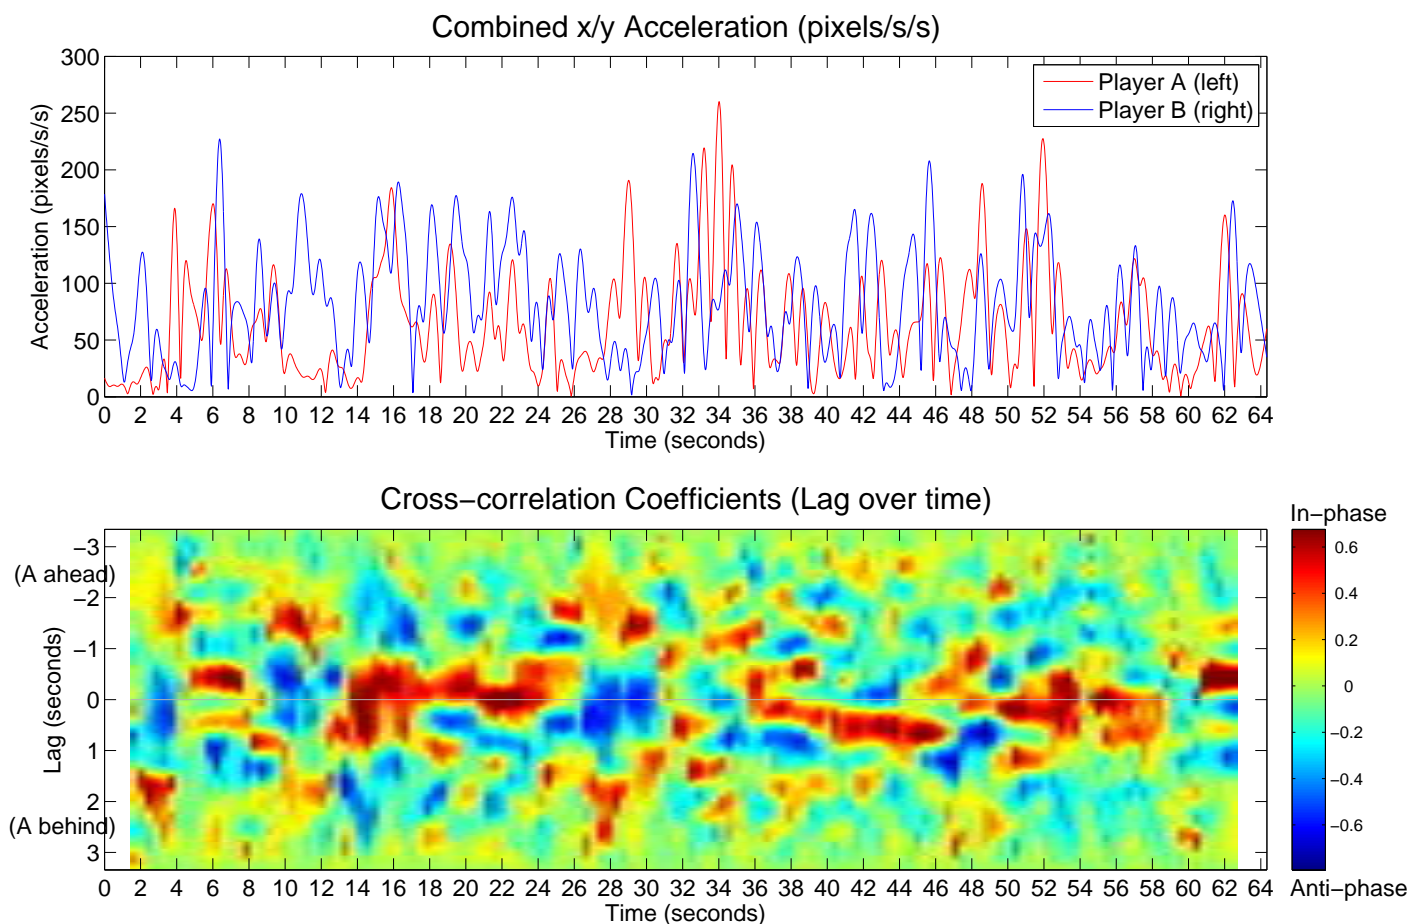 Combined x/y Acceleration (pixels/s/s)
300
250
200
150
100
50
0
Acceleration (pixels/s/s)
Player A (left)
Player B (right)
0 2 4 6 8 10 12 14 16 18 20 22 24 26 28 30 32 34 36 38 40 42 44 46 48 50 52 54 56 58 60 62 64
Time (seconds)
Cross−correlation Coefficients (Lag over time)
−3
(A ahead)
−2
−1
0
1
2
(A behind)
3
Lag (seconds)
0 2 4 6 8 10 12 14 16 18 20 22 24 26 28 30 32 34 36 38 40 42 44 46 48 50 52 54 56 58 60 62 64
Time (seconds)
In−phase
0.6
0.4
0.2
0
−0.2
−0.4
−0.6
Anti−phase